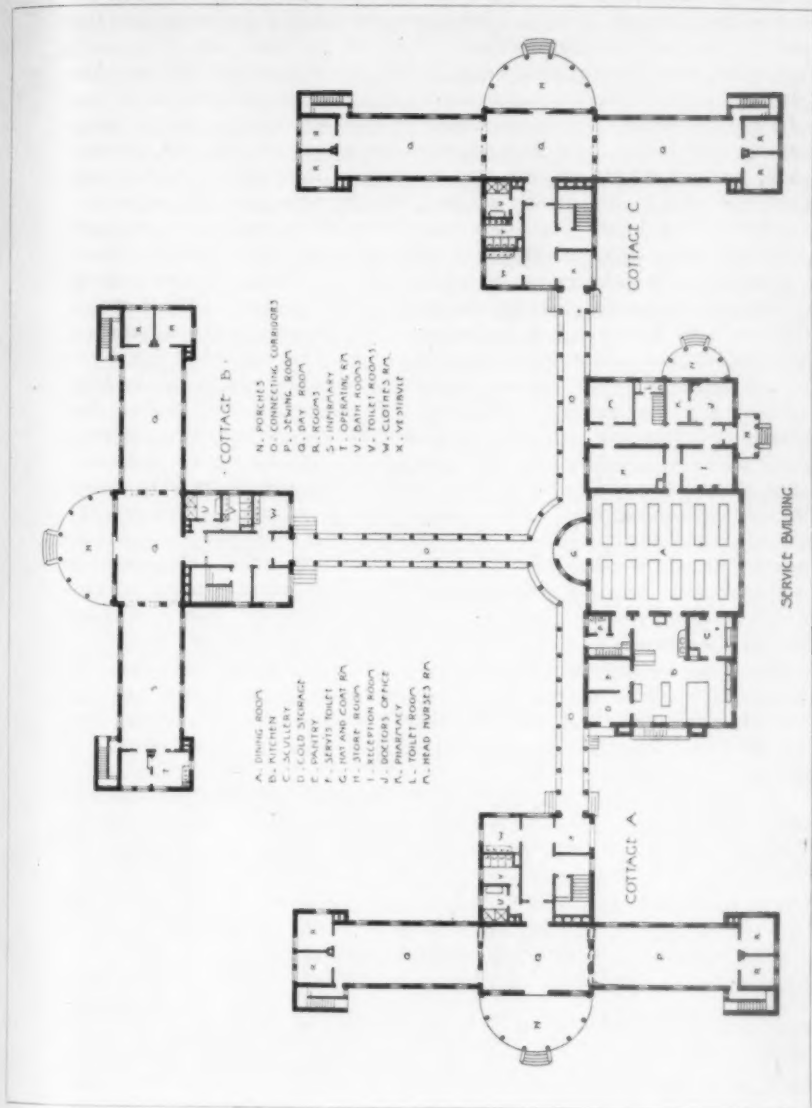 COTTAGE B
A. DINING ROOM
B. KITCHEN
C. SCULLERY
D. COLD STORAGE
E. PANTRY
F. SERVTS TOILET
G. HAT AND COAT RM
H. STORE ROOM
I. RECEPTION ROOM
J. DOCTORS OFFICE
K. PHARMACY
L. TOILET ROOM
M. HEAD NURSES RM
N. PORCHES
O. CONNECTING CORRIDORS
P. SEWING ROOM
Q. DAY ROOM
R. ROOMS
S. INFIRMARY
T. OPERATING RM
U. BATH ROOMS
V. TOILET ROOMS
W. CLOTHES RM.
X. VESTIBULE
S
Q
Q
T
W
COTTAGE A
R
R
Q
Q
N
P
R
R
X
COTTAGE C
R
R
Q
Q
Q
O
O
O
G
A
B
C
D
I
J
SERVICE BUILDING